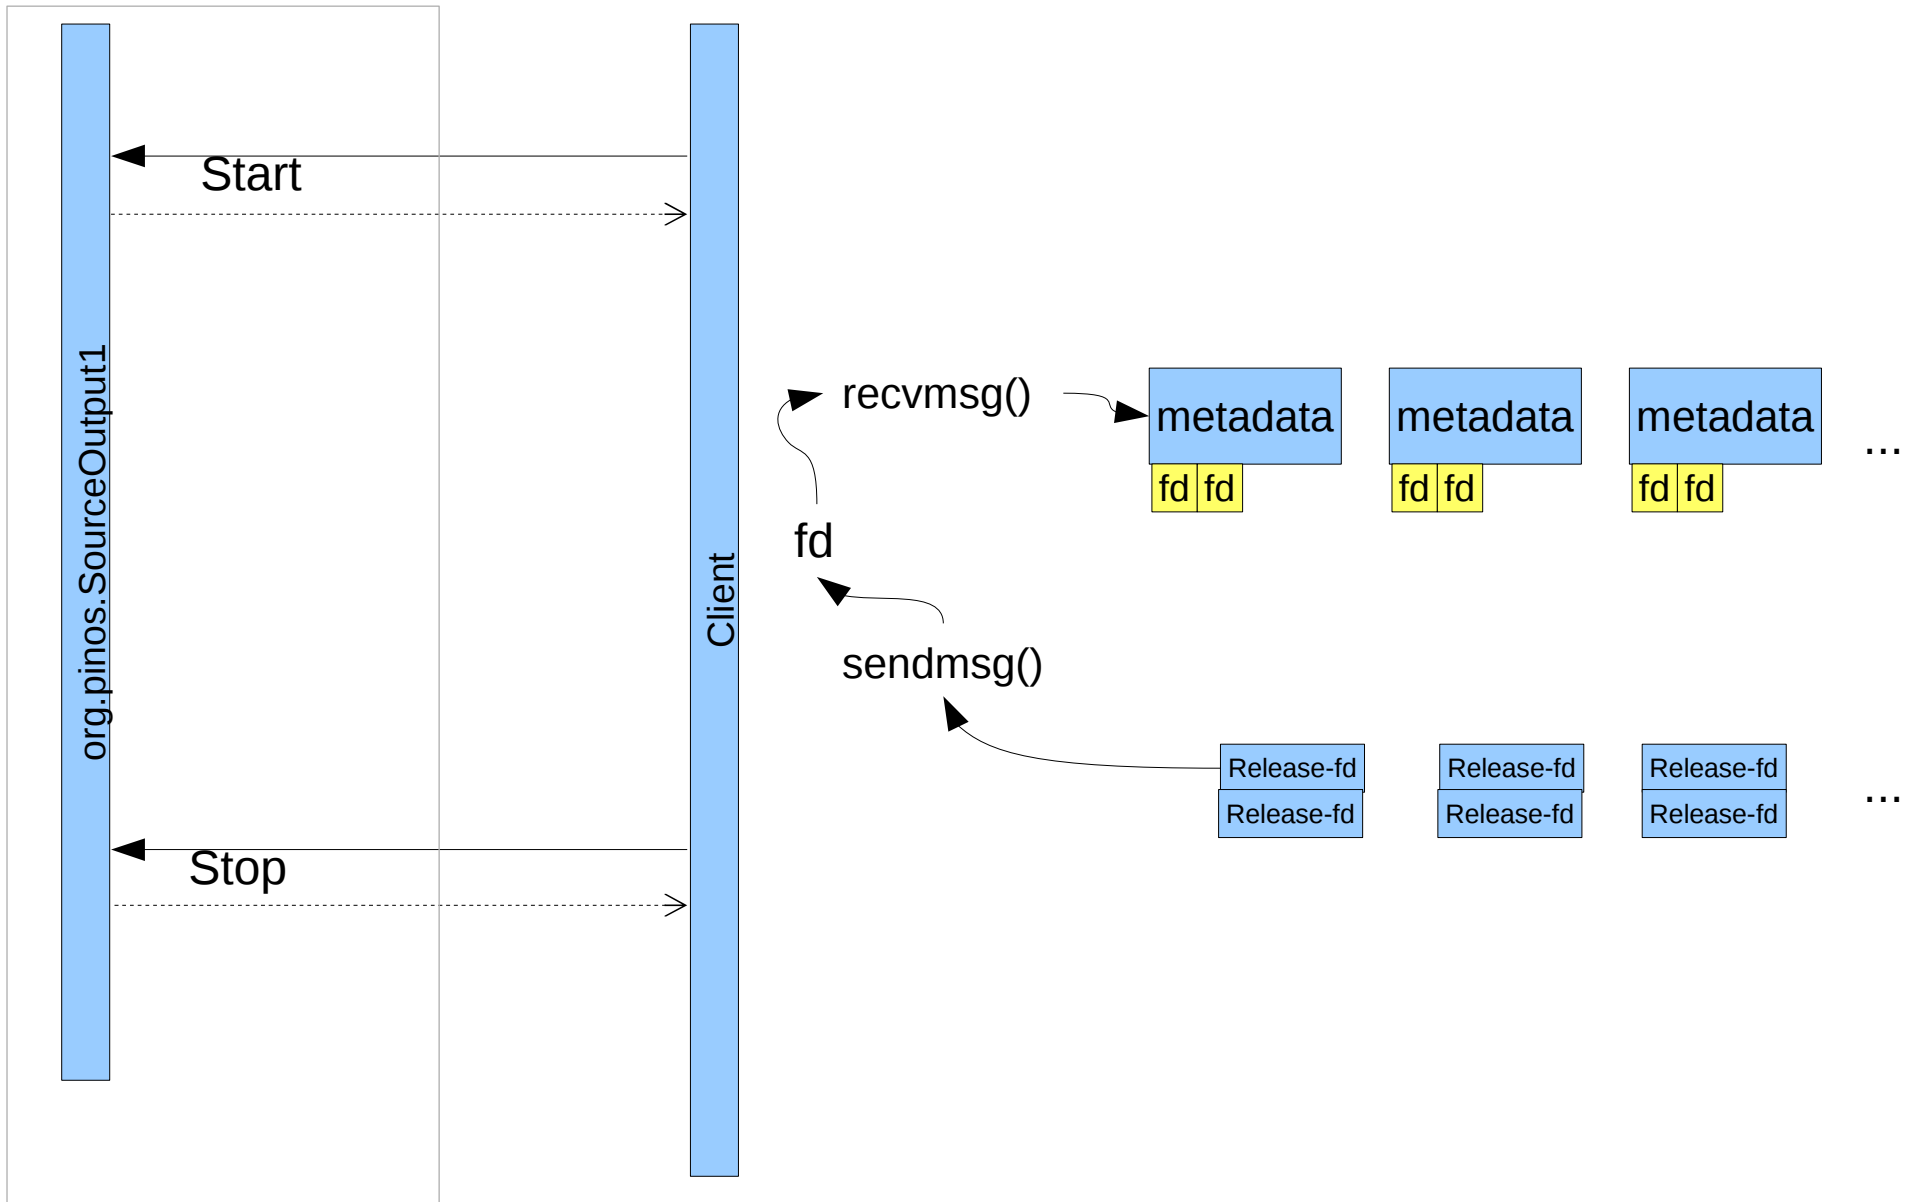 Start
org.pinos.SourceOutput1
Client
recvmsg()
metadata
metadata
metadata
...
fd fd
fd fd
fd fd
fd
sendmsg()
Release-fd
Release-fd
Release-fd
...
Release-fd
Release-fd
Release-fd
Stop